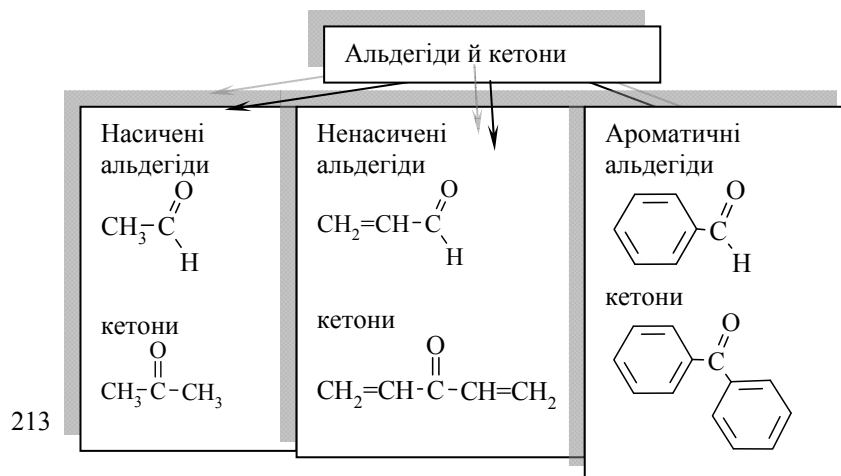 Альдегіди й кетони
Насичені
альдегіди
O
CH₃–C
H
кетони
O
CH₃–C–CH₃
Ненасичені
альдегіди
O
CH₂=CH–C
H
кетони
O
CH₂=CH–C–CH=CH₂
Ароматичні
альдегіди
O
C
H
кетони
O
C
213